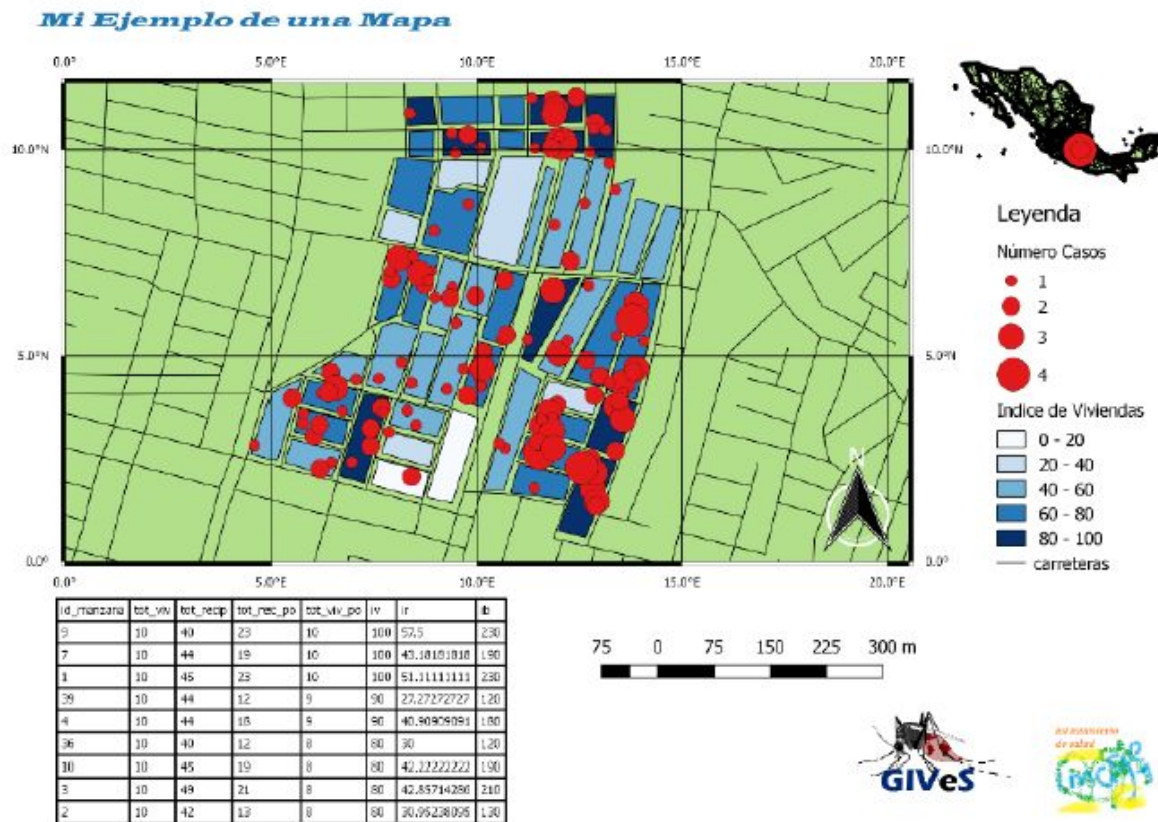 Mi Ejemplo de una Mapa
0.0° 5.0°E 10.0°E 15.0°E 20.0°E
10.0°N 10.0°N
5.0°N 5.0°N
0.0° 0.0°
0.0° 5.0°E 10.0°E 15.0°E 20.0°E
N
Leyenda
Número Casos
1
2
3
4
Indice de Viviendas
0 - 20
20 - 40
40 - 60
60 - 80
80 - 100
carreteras
id_manzana tot_viv tot_recip tot_rec_po tot_viv_po iv ir ib
9 10 40 23 10 100 57.5 230
7 10 44 19 10 100 43.18181818 190
1 10 45 23 10 100 51.11111111 230
39 10 44 12 9 90 27.27272727 120
4 10 44 18 9 90 40.90909091 180
36 10 40 12 8 80 30 120
10 10 45 19 8 80 42.22222222 190
3 10 49 21 8 80 42.85714286 210
2 10 42 13 8 80 30.95238095 130
75 0 75 150 225 300 m
GIVeS
de salud